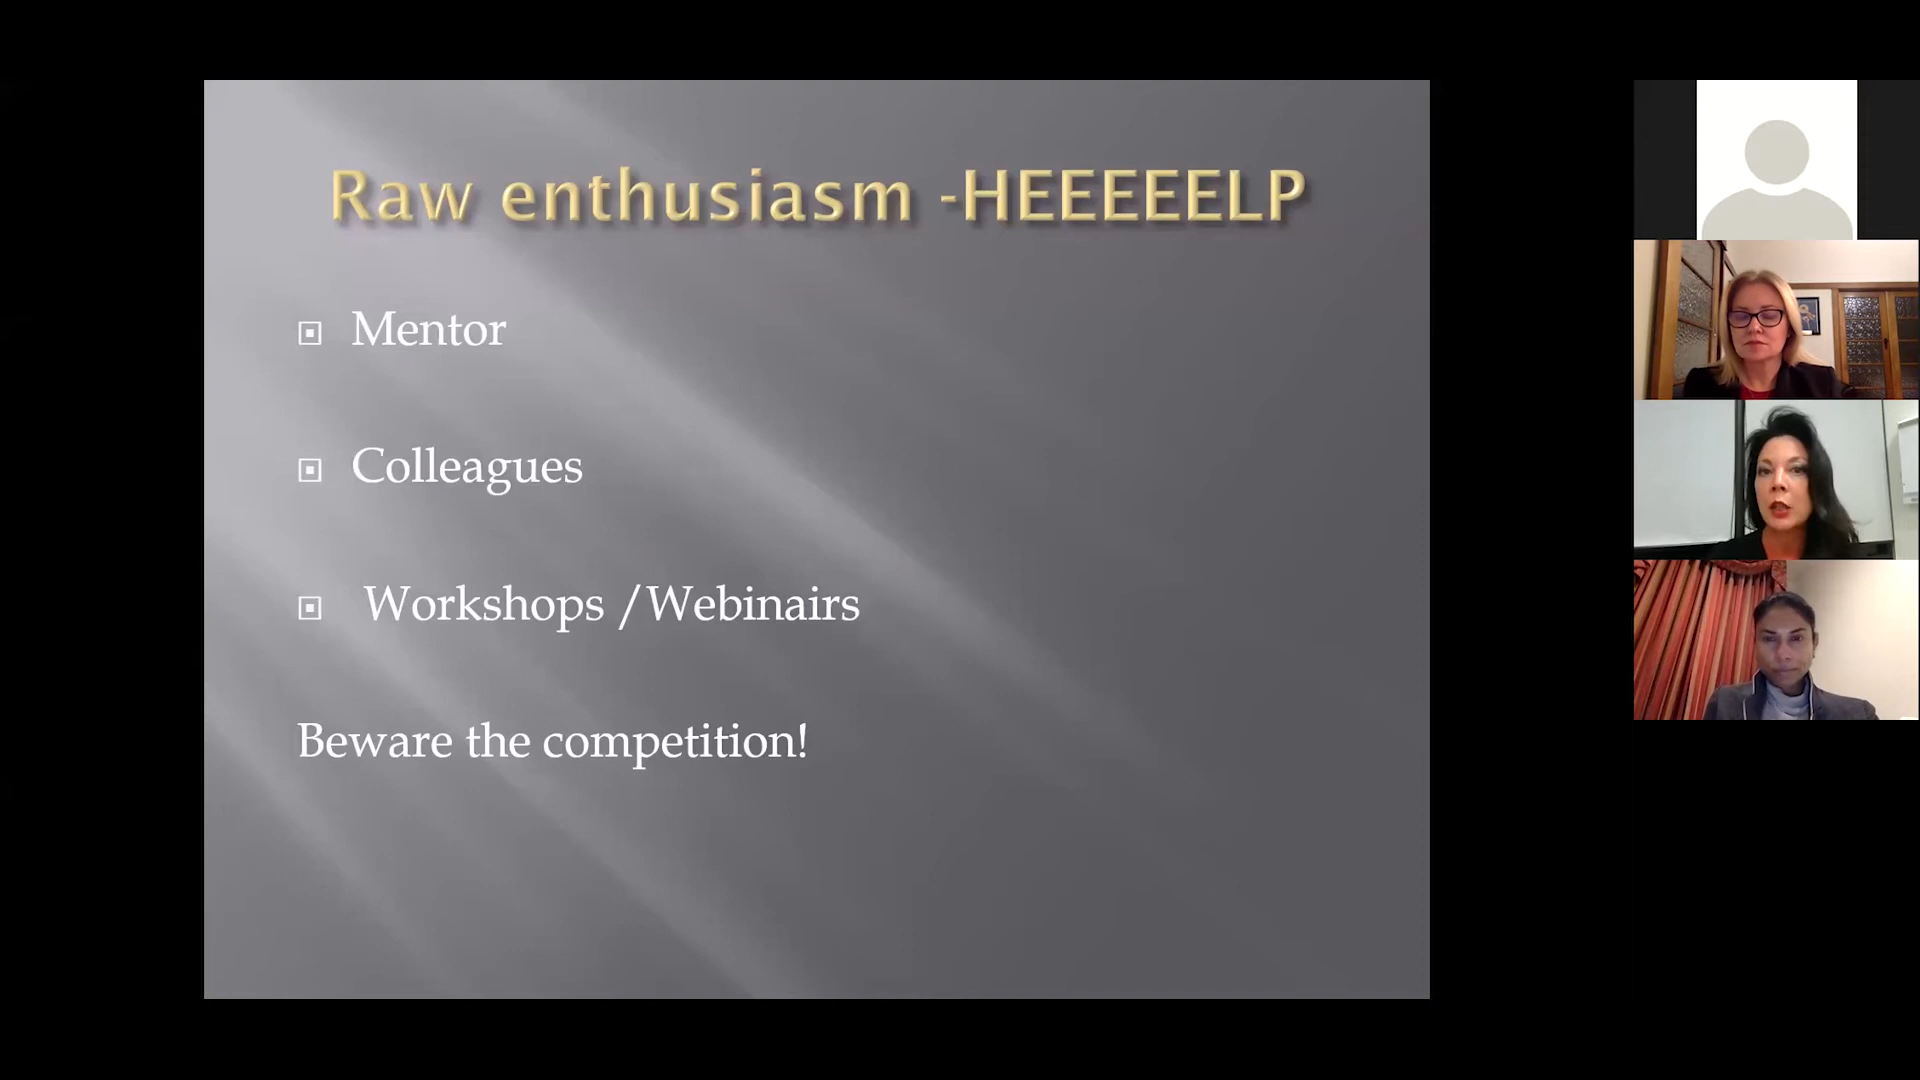 Raw enthusiasm -HEEEEELP
Mentor
Colleagues
Workshops /Webinairs
Beware the competition!